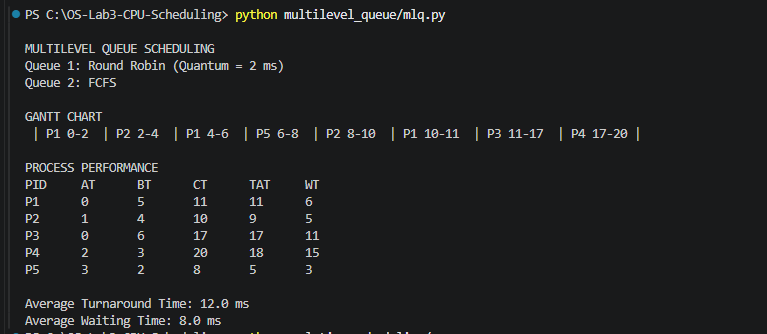 PS C:\OS-Lab3-CPU-Scheduling> python multilevel_queue/mlq.py
MULTILEVEL QUEUE SCHEDULING
Queue 1: Round Robin (Quantum = 2 ms)
Queue 2: FCFS
GANTT CHART
| P1 0-2 | P2 2-4 | P1 4-6 | P5 6-8 | P2 8-10 | P1 10-11 | P3 11-17 | P4 17-20 |
PROCESS PERFORMANCE
PID AT BT CT TAT WT
P1 0 5 11 11 6
P2 1 4 10 9 5
P3 0 6 17 17 11
P4 2 3 20 18 15
P5 3 2 8 5 3
Average Turnaround Time: 12.0 ms
Average Waiting Time: 8.0 ms